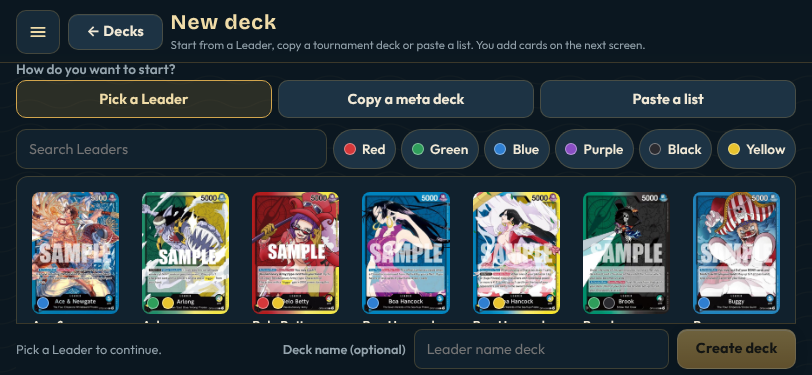 New deck
← Decks
Start from a Leader, copy a tournament deck or paste a list. You add cards on the next screen.
How do you want to start?
Pick a Leader
Copy a meta deck
Paste a list
Search Leaders
Red
Green
Blue
Purple
Black
Yellow
5000
5000
5000
5000
5000
5000
5000
SAMPLE
SAMPLE
SAMPLE
SAMPLE
SAMPLE
SAMPLE
SAMPLE
Ace & Newgate
Arlong
Belo Betty
Boa Hancock
Boa Hancock
Brook
Buggy
Pick a Leader to continue.
Deck name (optional)
Leader name deck
Create deck